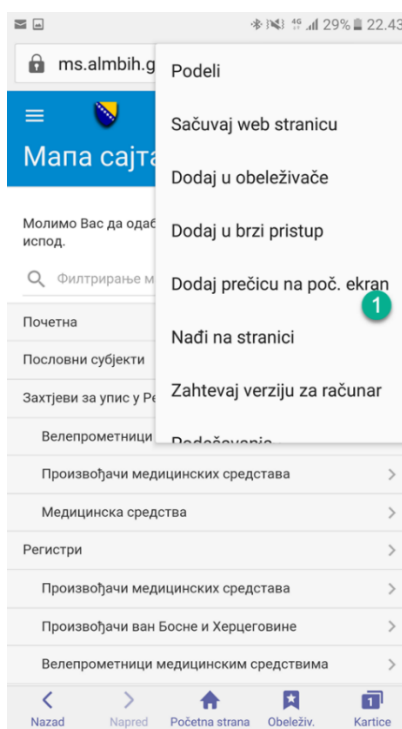 29% 22.43
ms.almbih.g
Podeli
Sačuvaj web stranicu
Мапа сајта
Dodaj u obeleživače
Молимо Вас да одаб
испод.
Dodaj u brzi pristup
Филтрирање м
Dodaj prečicu na poč. ekran
1
Почетна
Nađi na stranici
Пословни субјекти
Захтјеви за упис у Ре
Zahtevaj verziju za računar
Велепрометници
Podešavanja
Произвођачи медицинских средстава
Медицинска средства
Регистри
Произвођачи медицинских средстава
Произвођачи ван Босне и Херцеговине
Велепрометници медицинским средствима
Nazad Napred Početna strana Obeleživ. 1 Kartice